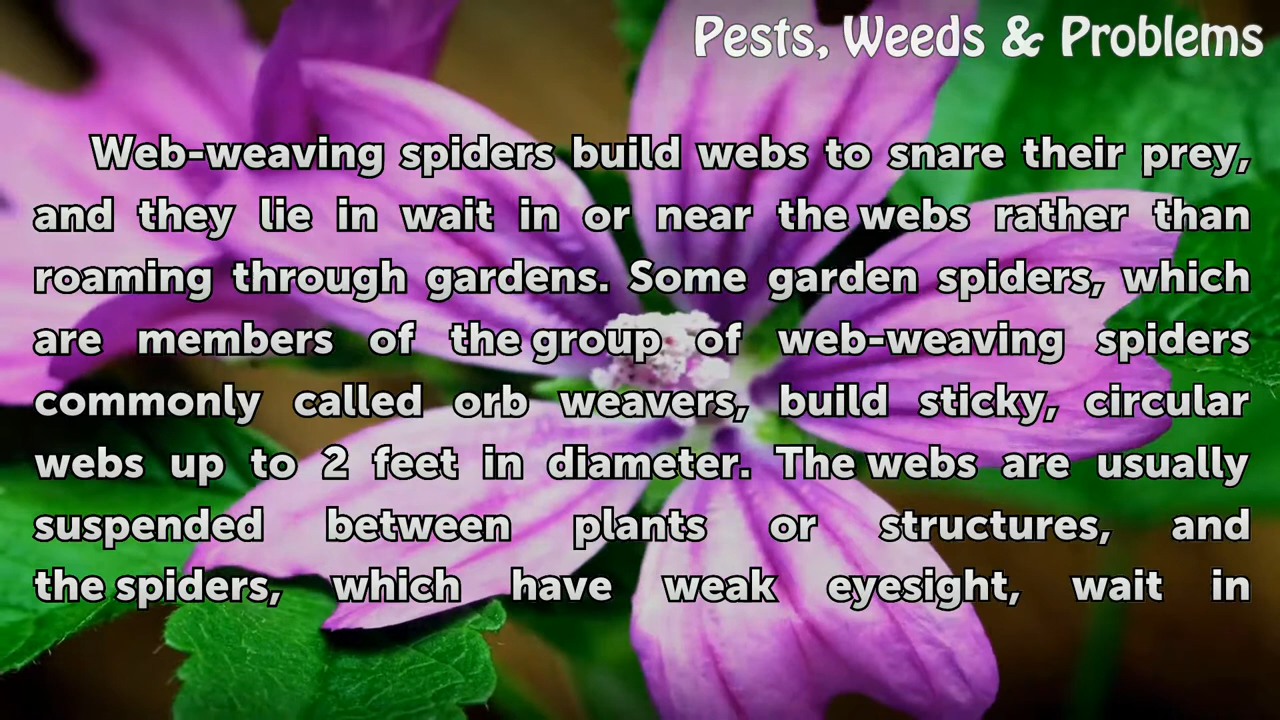 Pests, Weeds & Problems
Web-weaving spiders build webs to snare their prey,
and they lie in wait in or near the webs rather than
roaming through gardens. Some garden spiders, which
are members of the group of web-weaving spiders
commonly called orb weavers, build sticky, circular
webs up to 2 feet in diameter. The webs are usually
suspended between plants or structures, and
the spiders, which have weak eyesight, wait in